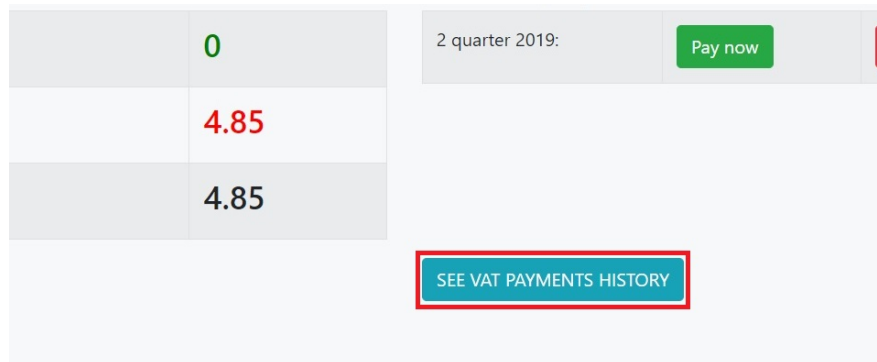 0
4.85
4.85
2 quarter 2019:
Pay now
SEE VAT PAYMENTS HISTORY